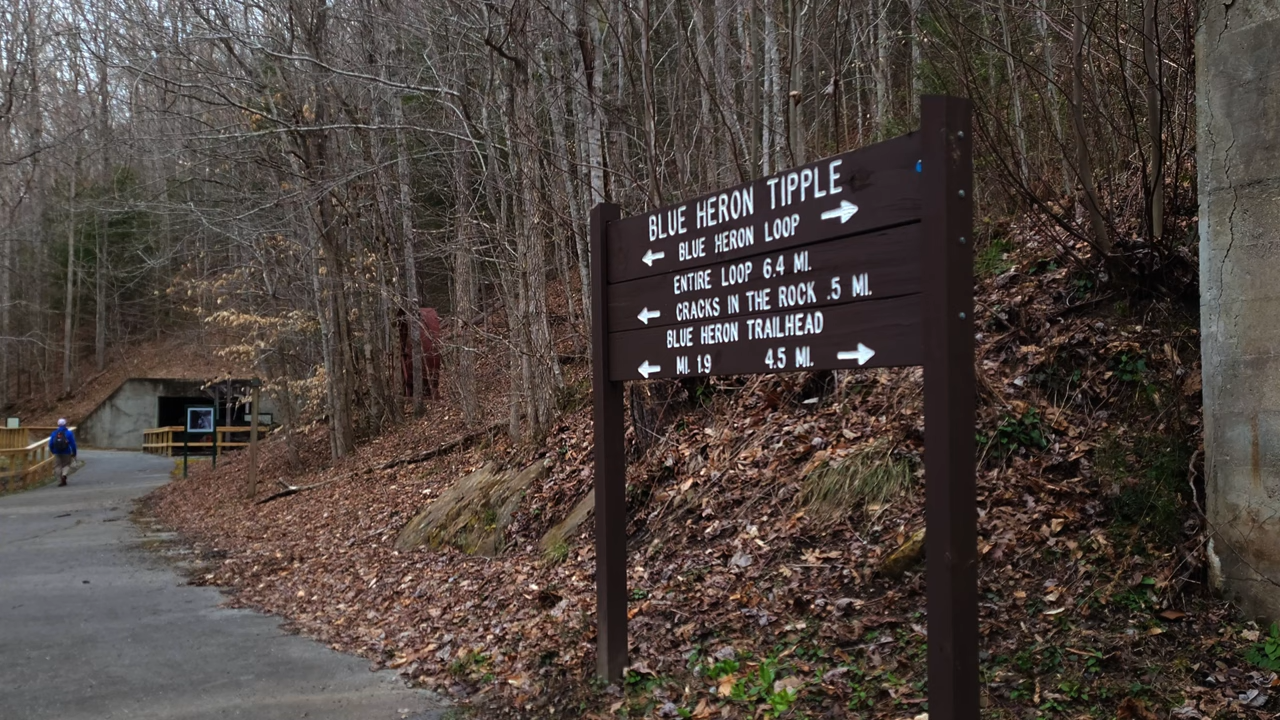 BLUE HERON TIPPLE
← BLUE HERON LOOP →
ENTIRE LOOP 6.4 MI.
← CRACKS IN THE ROCK .5 MI.
BLUE HERON TRAILHEAD
← MI. 1.9 4.5 MI. →